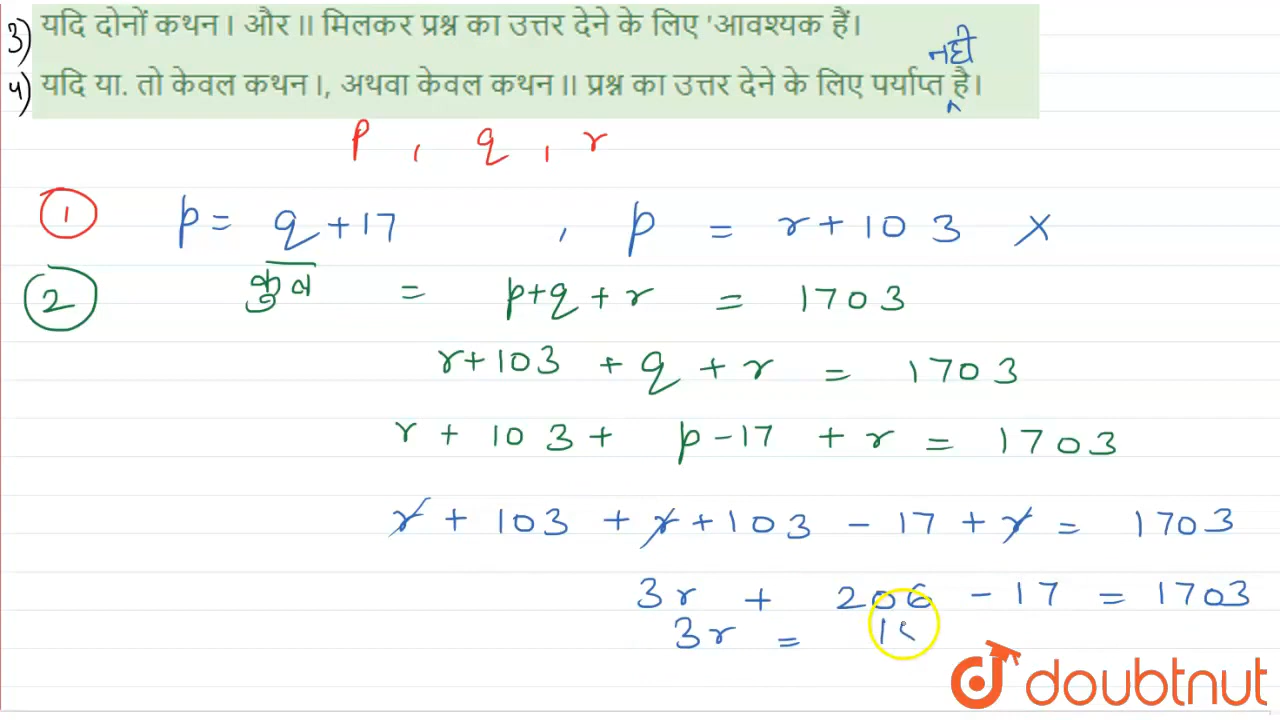 3) यदि दोनों कथन I और II मिलकर प्रश्न का उत्तर देने के लिए 'आवश्यक हैं।
नहीं
4) यदि या. तो केवल कथन I, अथवा केवल कथन II प्रश्न का उत्तर देने के लिए पर्याप्त है।
p , q , r
1 p = q + 17 , p = r + 103 X
2 कुल = p + q + r = 1703
r + 103 + q + r = 1703
r + 103 + p - 17 + r = 1703
r + 103 + r + 103 - 17 + r = 1703
3r + 206 - 17 = 1703
3r =
doubtnut